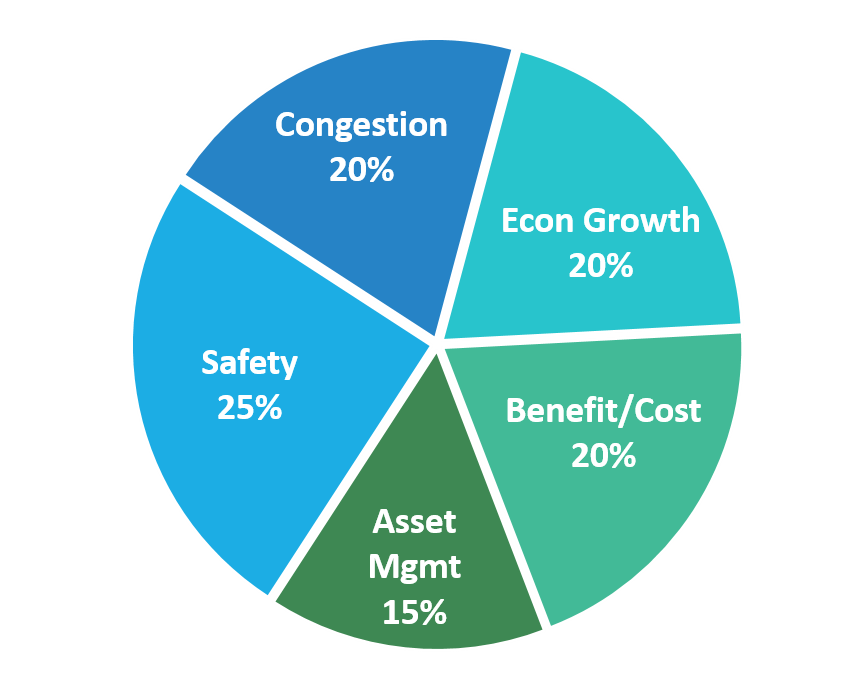 Congestion
20%
Econ Growth
20%
Safety
25%
Benefit/Cost
20%
Asset
Mgmt
15%